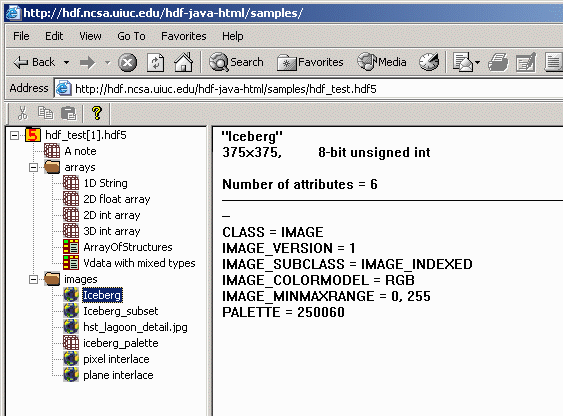 http://hdf.ncsa.uiuc.edu/hdf-java-html/samples/
File Edit View Go To Favorites Help
Back Search Favorites Media
Address http://hdf.ncsa.uiuc.edu/hdf-java-html/samples/hdf_test.hdf5
hdf_test[1].hdf5
A note
arrays
1D String
2D float array
2D int array
3D int array
ArrayOfStructures
Vdata with mixed types
images
Iceberg
Iceberg_subset
hst_lagoon_detail.jpg
iceberg_palette
pixel interlace
plane interlace
"Iceberg"
375x375, 8-bit unsigned int
Number of attributes = 6
CLASS = IMAGE
IMAGE_VERSION = 1
IMAGE_SUBCLASS = IMAGE_INDEXED
IMAGE_COLORMODEL = RGB
IMAGE_MINMAXRANGE = 0, 255
PALETTE = 250060